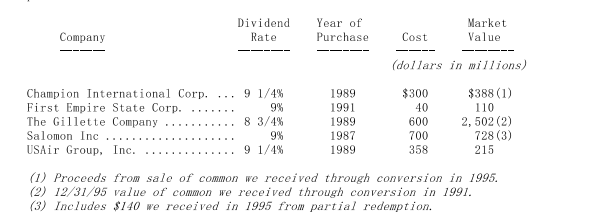 Dividend Year of Market
Company Rate Purchase Cost Value
(dollars in millions)
Champion International Corp. ... 9 1/4% 1989 $300 $388(1)
First Empire State Corp. ....... 9% 1991 40 110
The Gillette Company ........... 8 3/4% 1989 600 2,502(2)
Salomon Inc .................... 9% 1987 700 728(3)
USAir Group, Inc. .............. 9 1/4% 1989 358 215
(1) Proceeds from sale of common we received through conversion in 1995.
(2) 12/31/95 value of common we received through conversion in 1991.
(3) Includes $140 we received in 1995 from partial redemption.